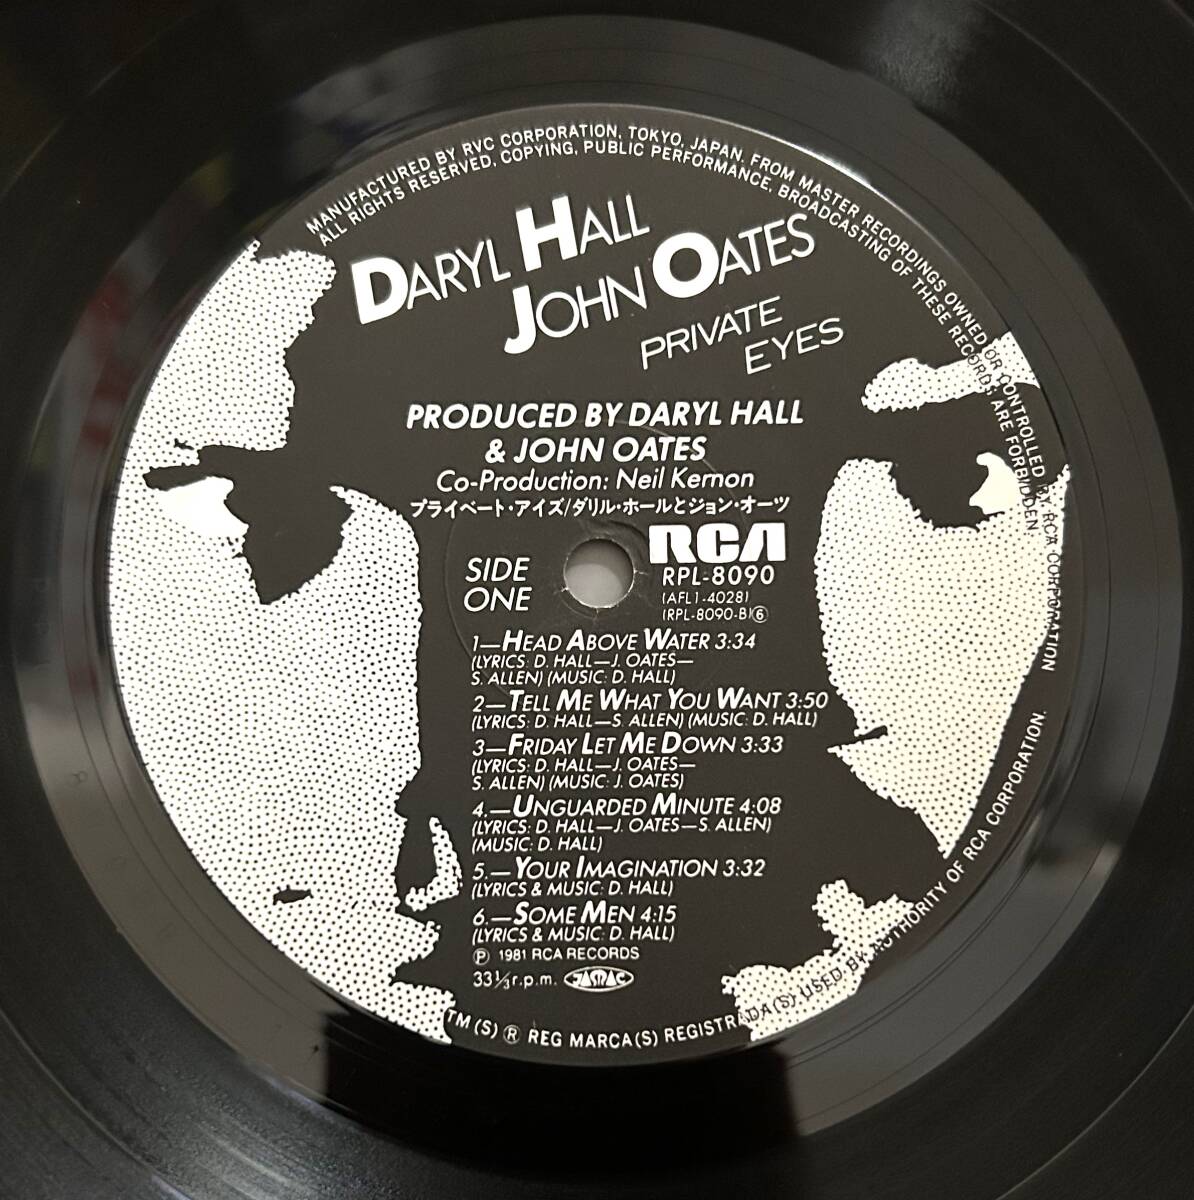 MANUFACTURED BY RVC CORPORATION, TOKYO, JAPAN, FROM MASTER RECORDINGS OWNED OR CONTROLLED BY RCA CORPORATION
ALL RIGHTS RESERVED, COPYING, PUBLIC PERFORMANCE, BROADCASTING OF THESE RECORDS ARE FORBIDDEN
DARYL HALL
JOHN OATES
PRIVATE
EYES
PRODUCED BY DARYL HALL
& JOHN OATES
Co-Production: Neil Kernon
プライベート・アイズ/ダリル・ホールとジョン・オーツ
SIDE
ONE
RCA
RPL-8090
(AFL1-4028)
(RPL-8090-B)⑥
1—HEAD ABOVE WATER 3:34
(LYRICS: D. HALL—J. OATES—
S. ALLEN) (MUSIC: D. HALL)
2—TELL ME WHAT YOU WANT 3:50
(LYRICS: D. HALL—S. ALLEN) (MUSIC: D. HALL)
3—FRIDAY LET ME DOWN 3:33
(LYRICS: D. HALL—J. OATES—
S. ALLEN) (MUSIC: J. OATES)
4.—UNGUARDED MINUTE 4:08
(LYRICS: D. HALL—J. OATES—S. ALLEN)
(MUSIC: D. HALL)
5.—YOUR IMAGINATION 3:32
(LYRICS & MUSIC: D. HALL)
6.—SOME MEN 4:15
(LYRICS & MUSIC: D. HALL)
Ⓟ 1981 RCA RECORDS
33⅓r.p.m. JASRAC
TM(S) ® REG MARCA(S) REGISTRADA(S) USED BY AUTHORITY OF RCA CORPORATION.